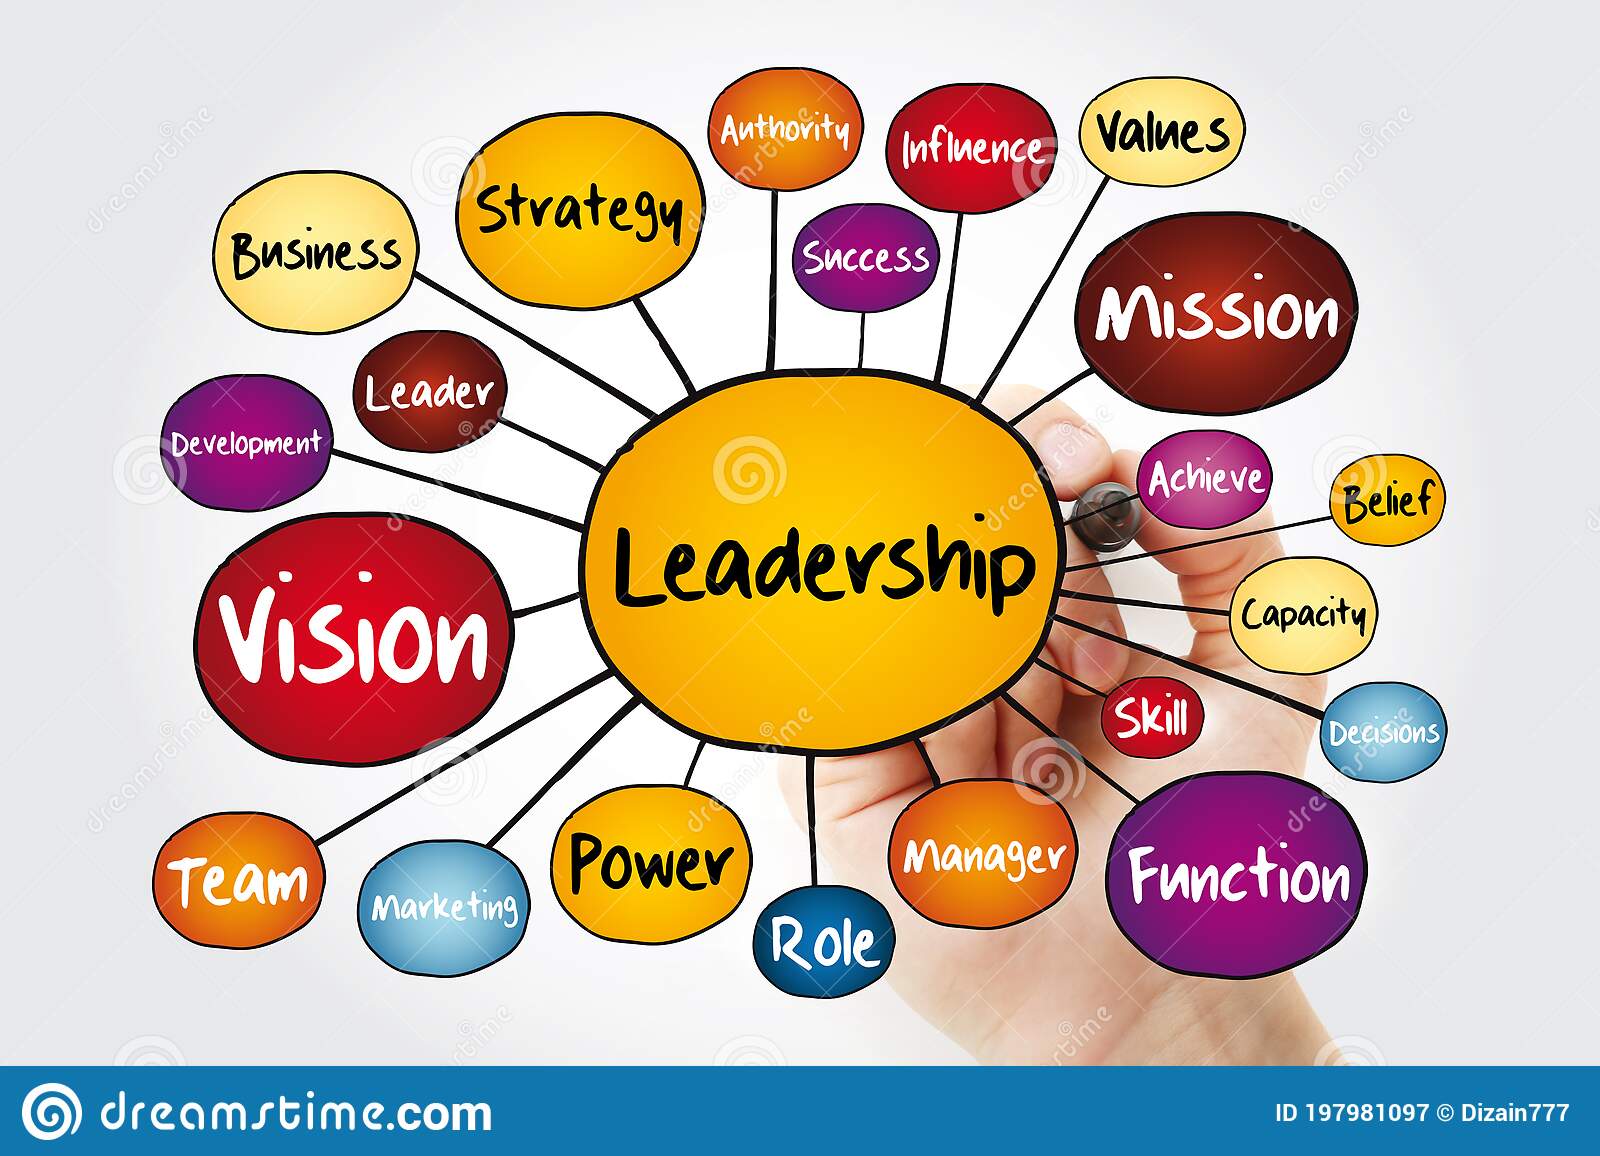 Authority
Influence
Values
Strategy
Business
Success
Mission
Leader
Development
Achieve
Belief
Leadership
Capacity
Vision
Skill
Decisions
Team
Marketing
Power
Manager
Function
Role
dreamstime
dreamstime.com
ID 197981097 © Dizain777